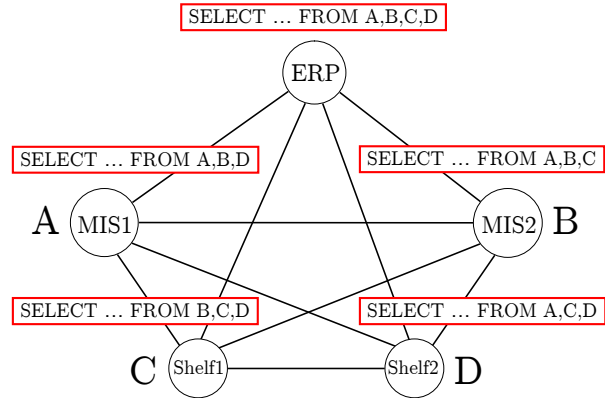 SELECT ... FROM A,B,C,D
ERP
SELECT ... FROM A,B,D
SELECT ... FROM A,B,C
A
MIS1
MIS2
B
SELECT ... FROM B,C,D
SELECT ... FROM A,C,D
C
Shelf1
Shelf2
D